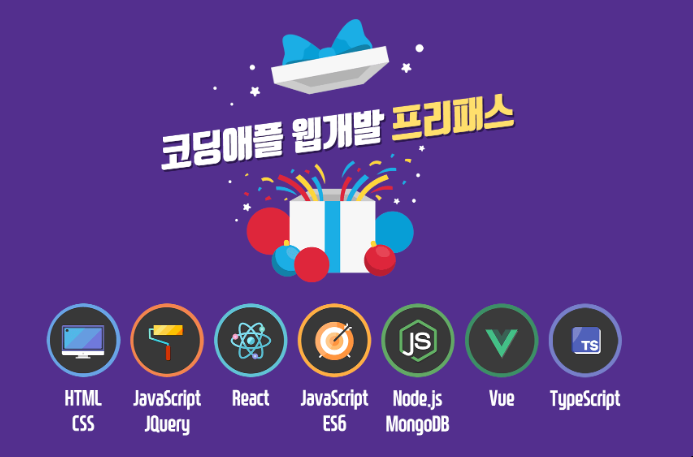 코딩애플 웹개발 프리패스
JS
TS
HTML
CSS
JavaScript
JQuery
React
JavaScript
ES6
Node.js
MongoDB
Vue
TypeScript